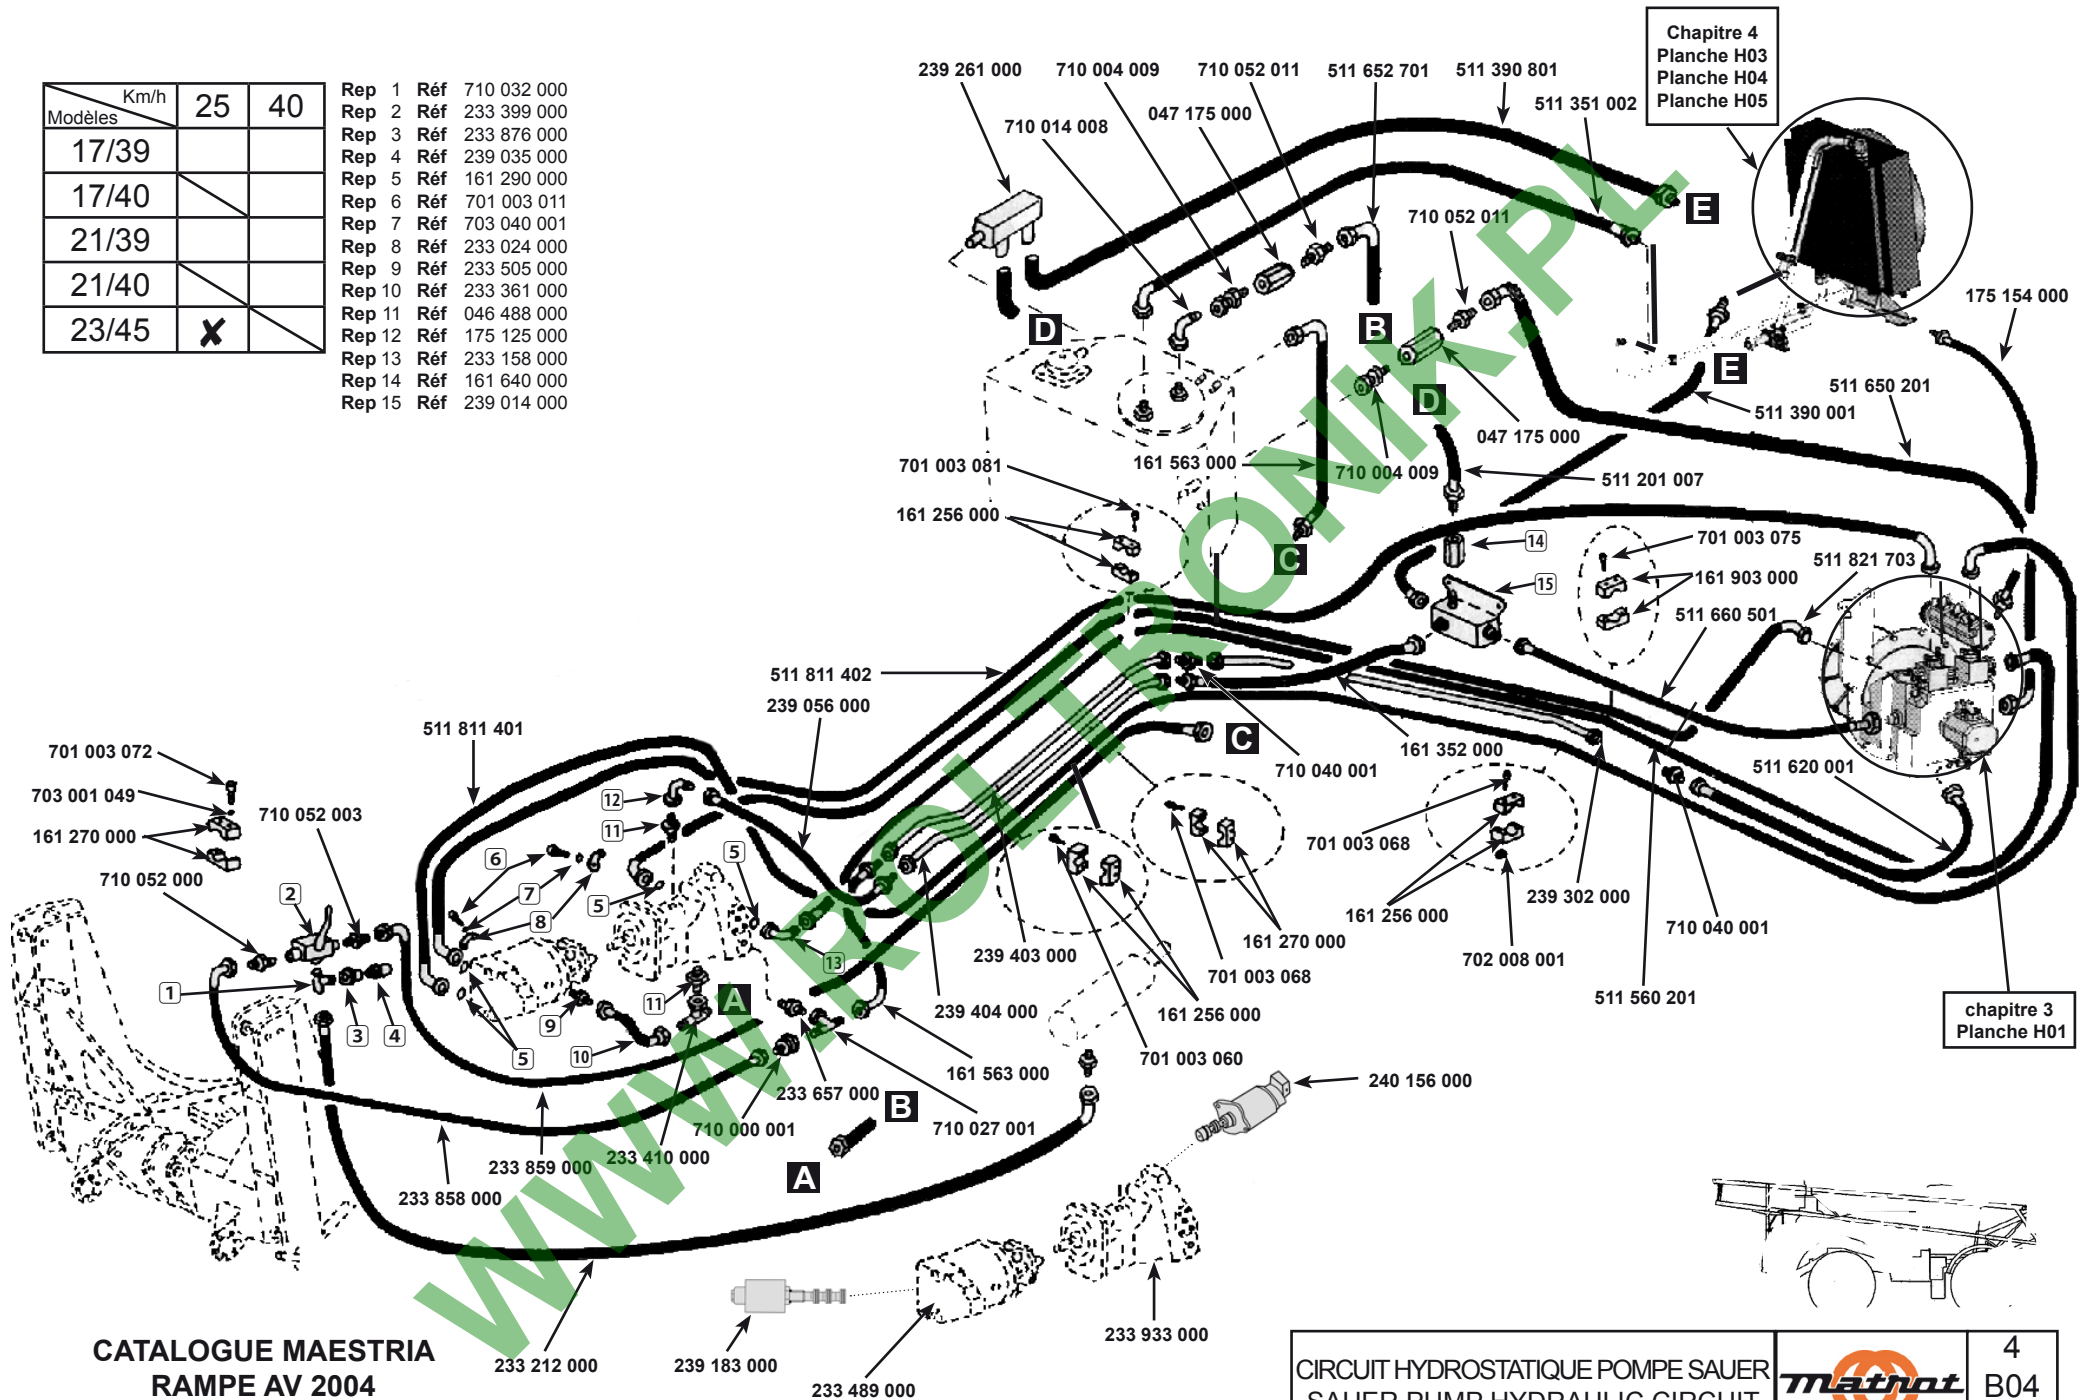 Km/h
Modèles
25
40
17/39
17/40
21/39
21/40
23/45
✘
Rep 1 Réf 710 032 000
Rep 2 Réf 233 399 000
Rep 3 Réf 233 876 000
Rep 4 Réf 239 035 000
Rep 5 Réf 161 290 000
Rep 6 Réf 701 003 011
Rep 7 Réf 703 040 001
Rep 8 Réf 233 024 000
Rep 9 Réf 233 505 000
Rep 10 Réf 233 361 000
Rep 11 Réf 046 488 000
Rep 12 Réf 175 125 000
Rep 13 Réf 233 158 000
Rep 14 Réf 161 640 000
Rep 15 Réf 239 014 000
Chapitre 4
Planche H03
Planche H04
Planche H05
239 261 000
710 004 009
710 052 011
511 652 701
511 390 801
511 351 002
047 175 000
710 014 008
710 052 011
E
D
B
E
D
175 154 000
511 650 201
511 390 001
047 175 000
710 004 009
161 563 000
701 003 081
161 256 000
511 201 007
C
14
15
701 003 075
161 903 000
511 821 703
511 660 501
511 811 402
239 056 000
511 811 401
C
710 040 001
161 352 000
511 620 001
701 003 072
703 001 049
161 270 000
710 052 003
710 052 000
12
11
6
7
8
5
5
2
1
3
4
5
9
10
11
13
A
701 003 068
161 256 000
239 302 000
702 008 001
710 040 001
511 560 201
239 403 000
239 404 000
161 270 000
701 003 068
161 256 000
701 003 060
161 563 000
233 657 000
710 027 001
710 000 001
233 410 000
233 859 000
233 858 000
B
A
240 156 000
chapitre 3
Planche H01
233 212 000
239 183 000
233 489 000
233 933 000
WWW.ROLTRONIK.PL
CATALOGUE MAESTRIA
RAMPE AV 2004
CIRCUIT HYDROSTATIQUE POMPE SAUER
SAUER PUMP HYDRAULIC CIRCUIT
matrot
4
B04